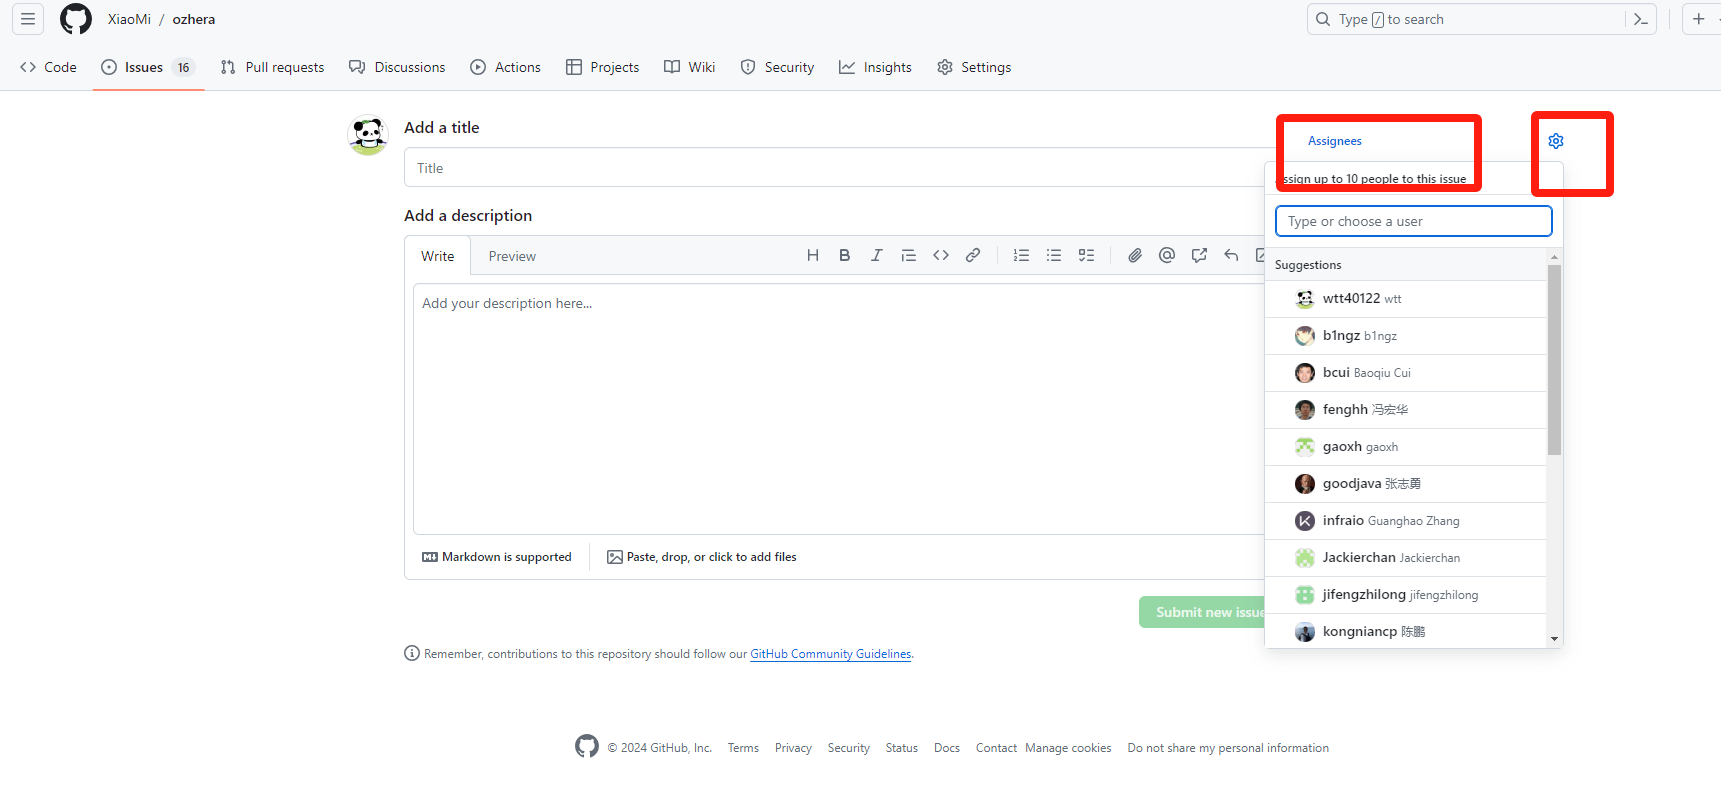 XiaoMi / ozhera
Type / to search
Code
Issues 16
Pull requests
Discussions
Actions
Projects
Wiki
Security
Insights
Settings
Add a title
Title
Add a description
Write
Preview
Add your description here...
Markdown is supported
Paste, drop, or click to add files
Submit new issue
Remember, contributions to this repository should follow our GitHub Community Guidelines.
Assignees
ssign up to 10 people to this issue
Type or choose a user
Suggestions
wtt40122 wtt
b1ngz b1ngz
bcui Baoqiu Cui
fenghh 冯宏华
gaoxh gaoxh
goodjava 张志勇
infraio Guanghao Zhang
Jackierchan Jackierchan
jifengzhilong jifengzhilong
kongniancp 陈鹏
© 2024 GitHub, Inc. Terms Privacy Security Status Docs Contact Manage cookies Do not share my personal information